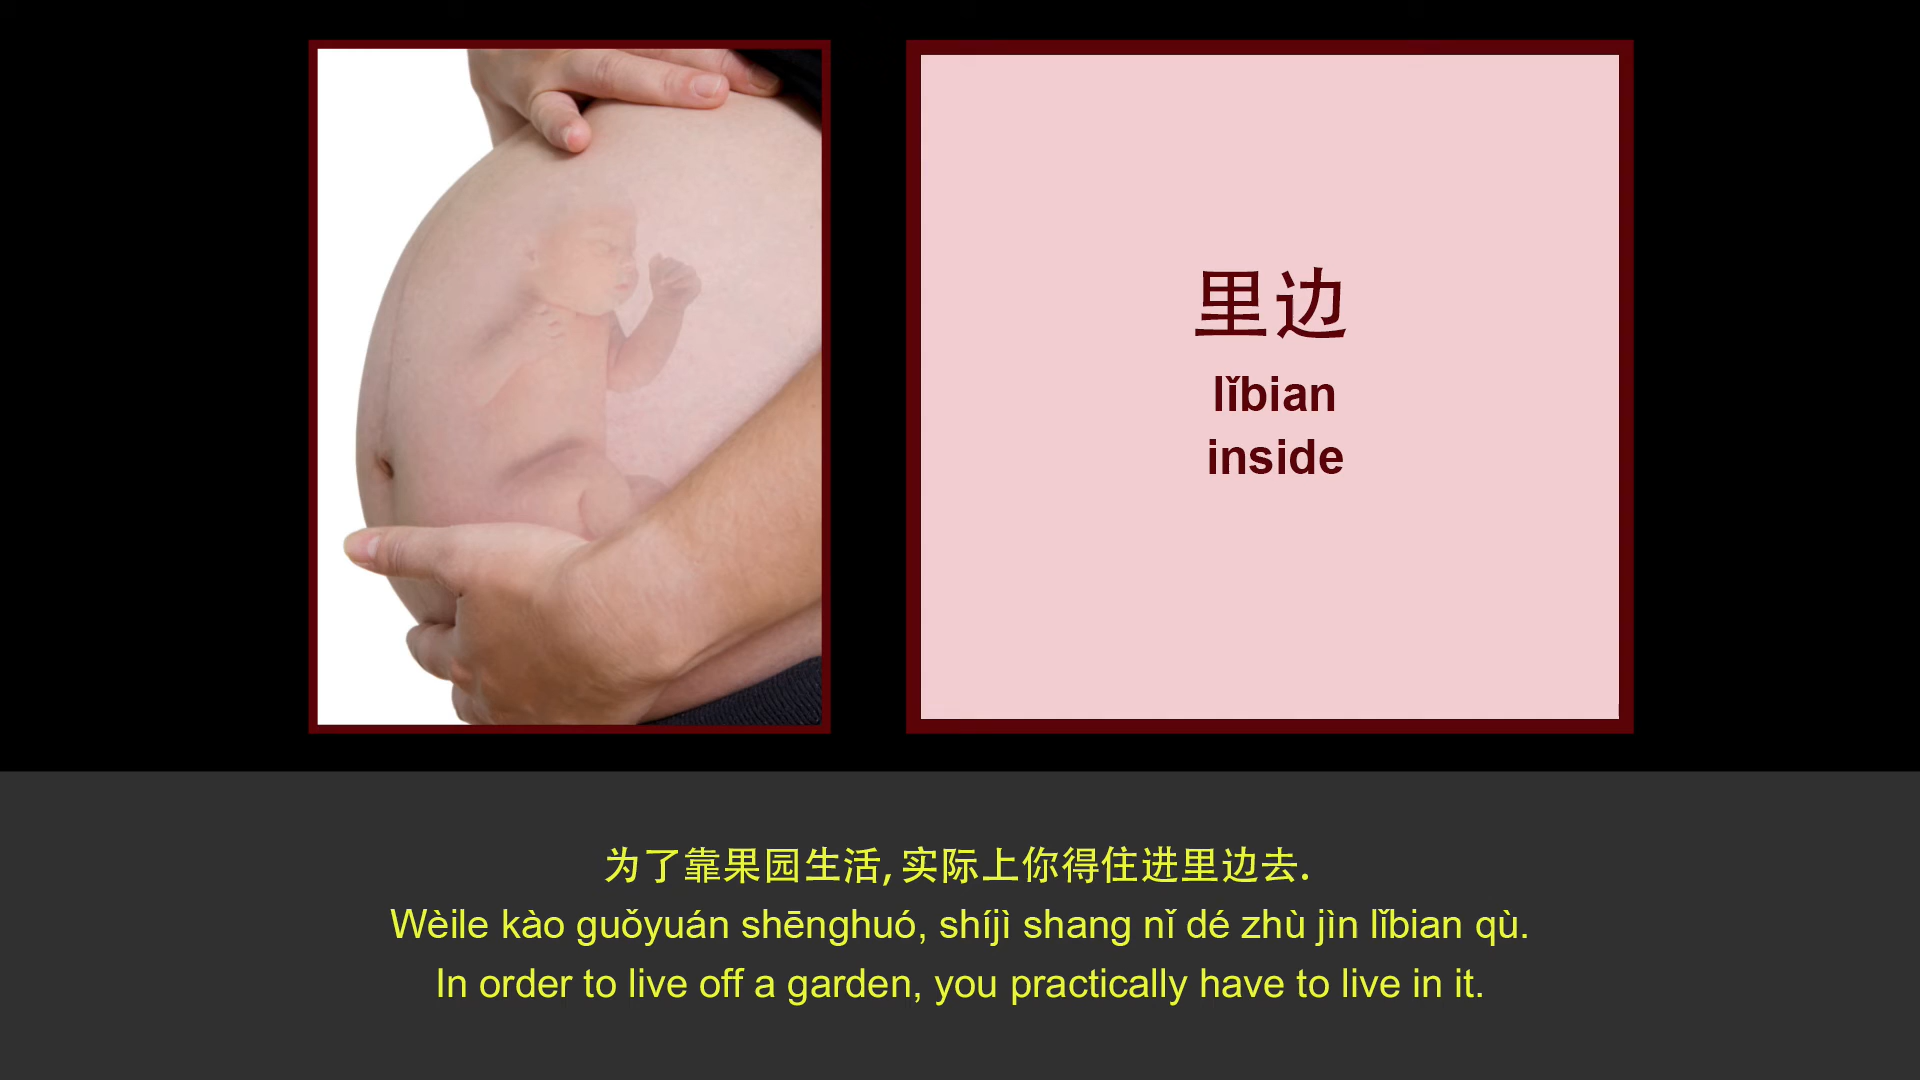 里边
lǐbian
inside
为了靠果园生活, 实际上你得住进里边去.
Wèile kào guǒyuán shēnghuó, shíjì shang nǐ dé zhù jìn lǐbian qù.
In order to live off a garden, you practically have to live in it.